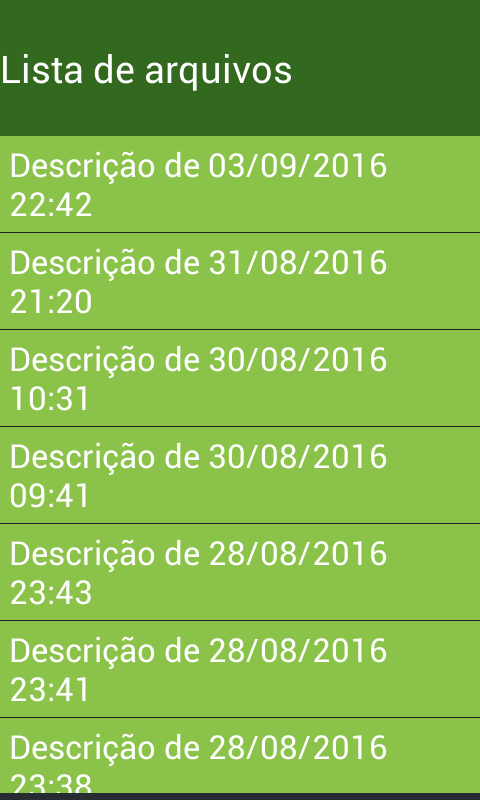 Lista de arquivos
Descrição de 03/09/2016
22:42
Descrição de 31/08/2016
21:20
Descrição de 30/08/2016
10:31
Descrição de 30/08/2016
09:41
Descrição de 28/08/2016
23:43
Descrição de 28/08/2016
23:41
Descrição de 28/08/2016
23:38